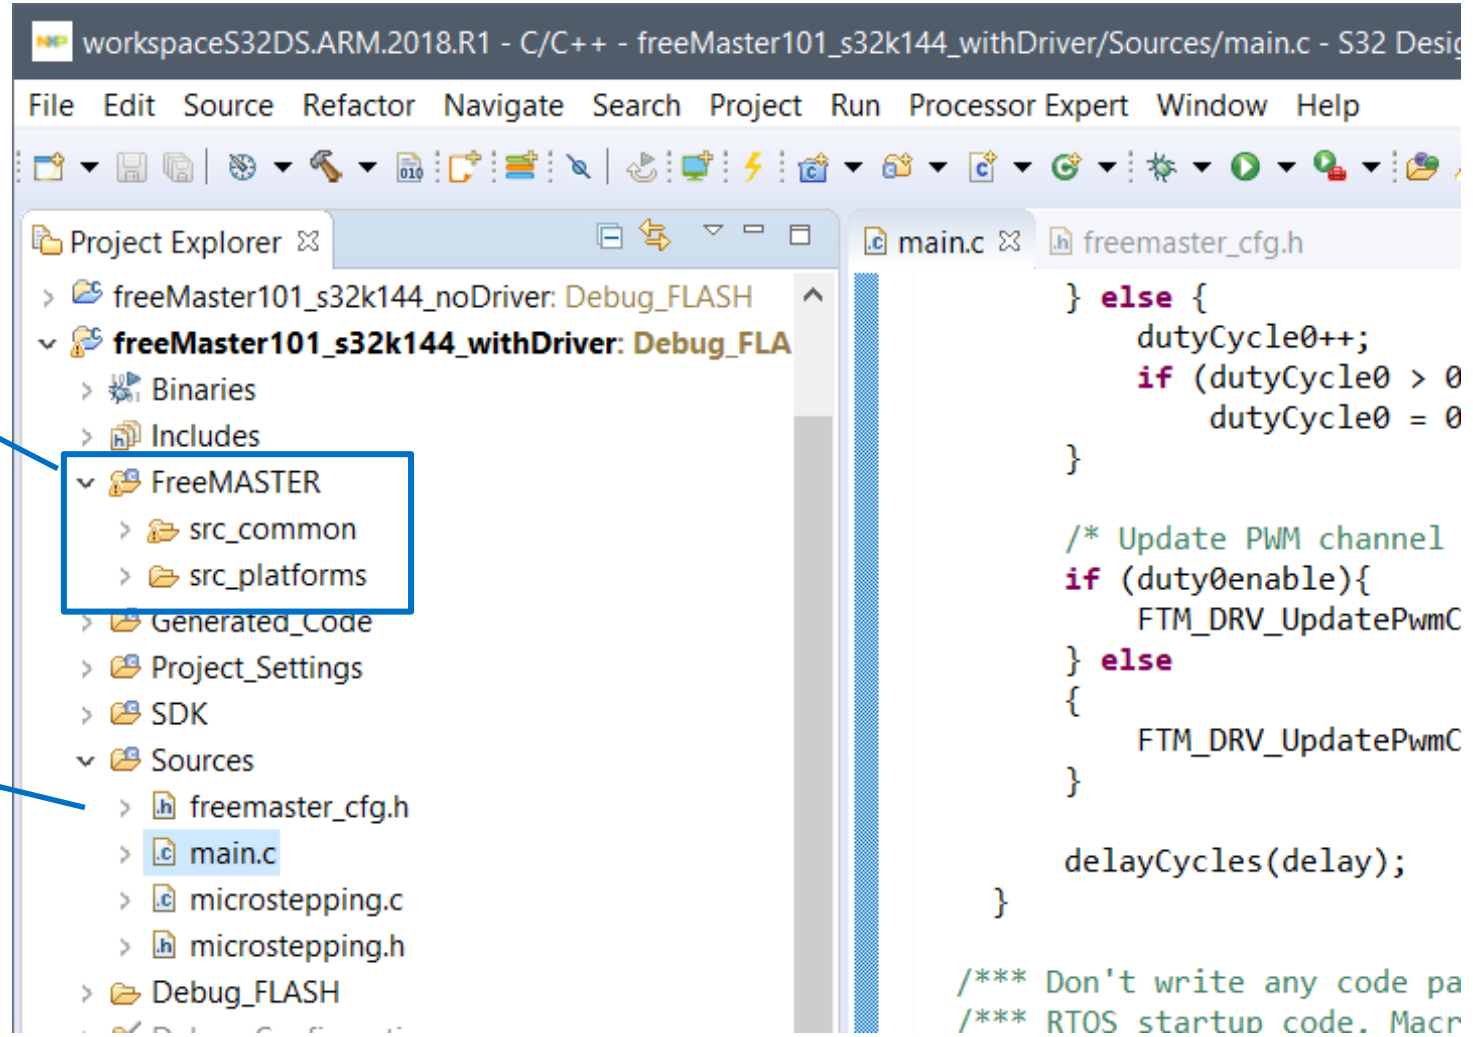 NXP workspaceS32DS.ARM.2018.R1 - C/C++ - freeMaster101_s32k144_withDriver/Sources/main.c - S32 Desig
File Edit Source Refactor Navigate Search Project Run Processor Expert Window Help
Project Explorer
freeMaster101_s32k144_noDriver: Debug_FLASH
freeMaster101_s32k144_withDriver: Debug_FLA
Binaries
Includes
FreeMASTER
src_common
src_platforms
Generated_Code
Project_Settings
SDK
Sources
freemaster_cfg.h
main.c
microstepping.c
microstepping.h
Debug_FLASH
main.c freemaster_cfg.h
} else {
dutyCycle0++;
if (dutyCycle0 > 0
dutyCycle0 = 0
}
/* Update PWM channel
if (duty0enable){
FTM_DRV_UpdatePwmC
} else
{
FTM_DRV_UpdatePwmC
}
delayCycles(delay);
}
/*** Don't write any code pa
/*** RTOS startup code. Macr